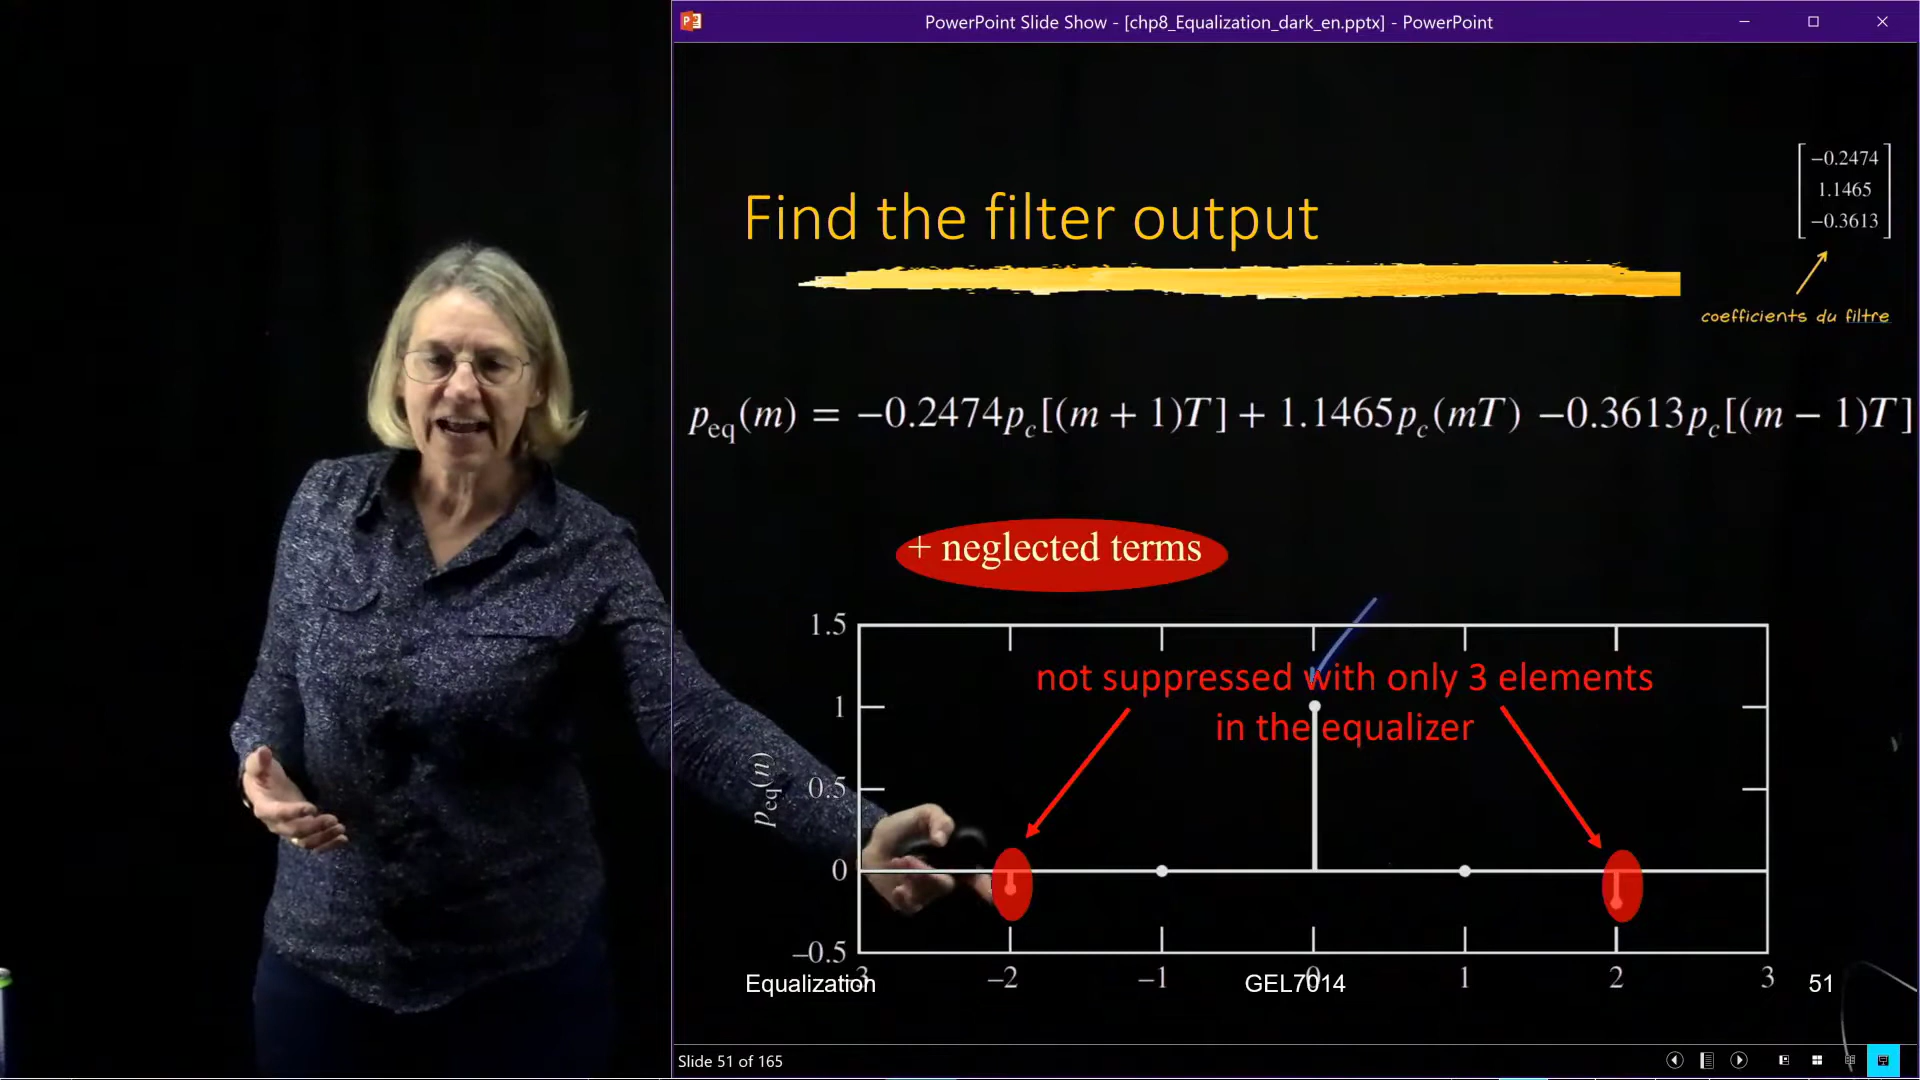 PowerPoint Slide Show - [chp8_Equalization_dark_en.pptx] - PowerPoint
Find the filter output
−0.2474
1.1465
−0.3613
coefficients du filtre
p_eq(m) = −0.2474p_c[(m + 1)T] + 1.1465p_c(mT) −0.3613p_c[(m − 1)T]
+ neglected terms
not suppressed with only 3 elements
in the equalizer
p_eq(n)
1.5
1
0.5
0
−0.5
−3 −2 −1 0 1 2 3
Equalization GEL7014 51
Slide 51 of 165